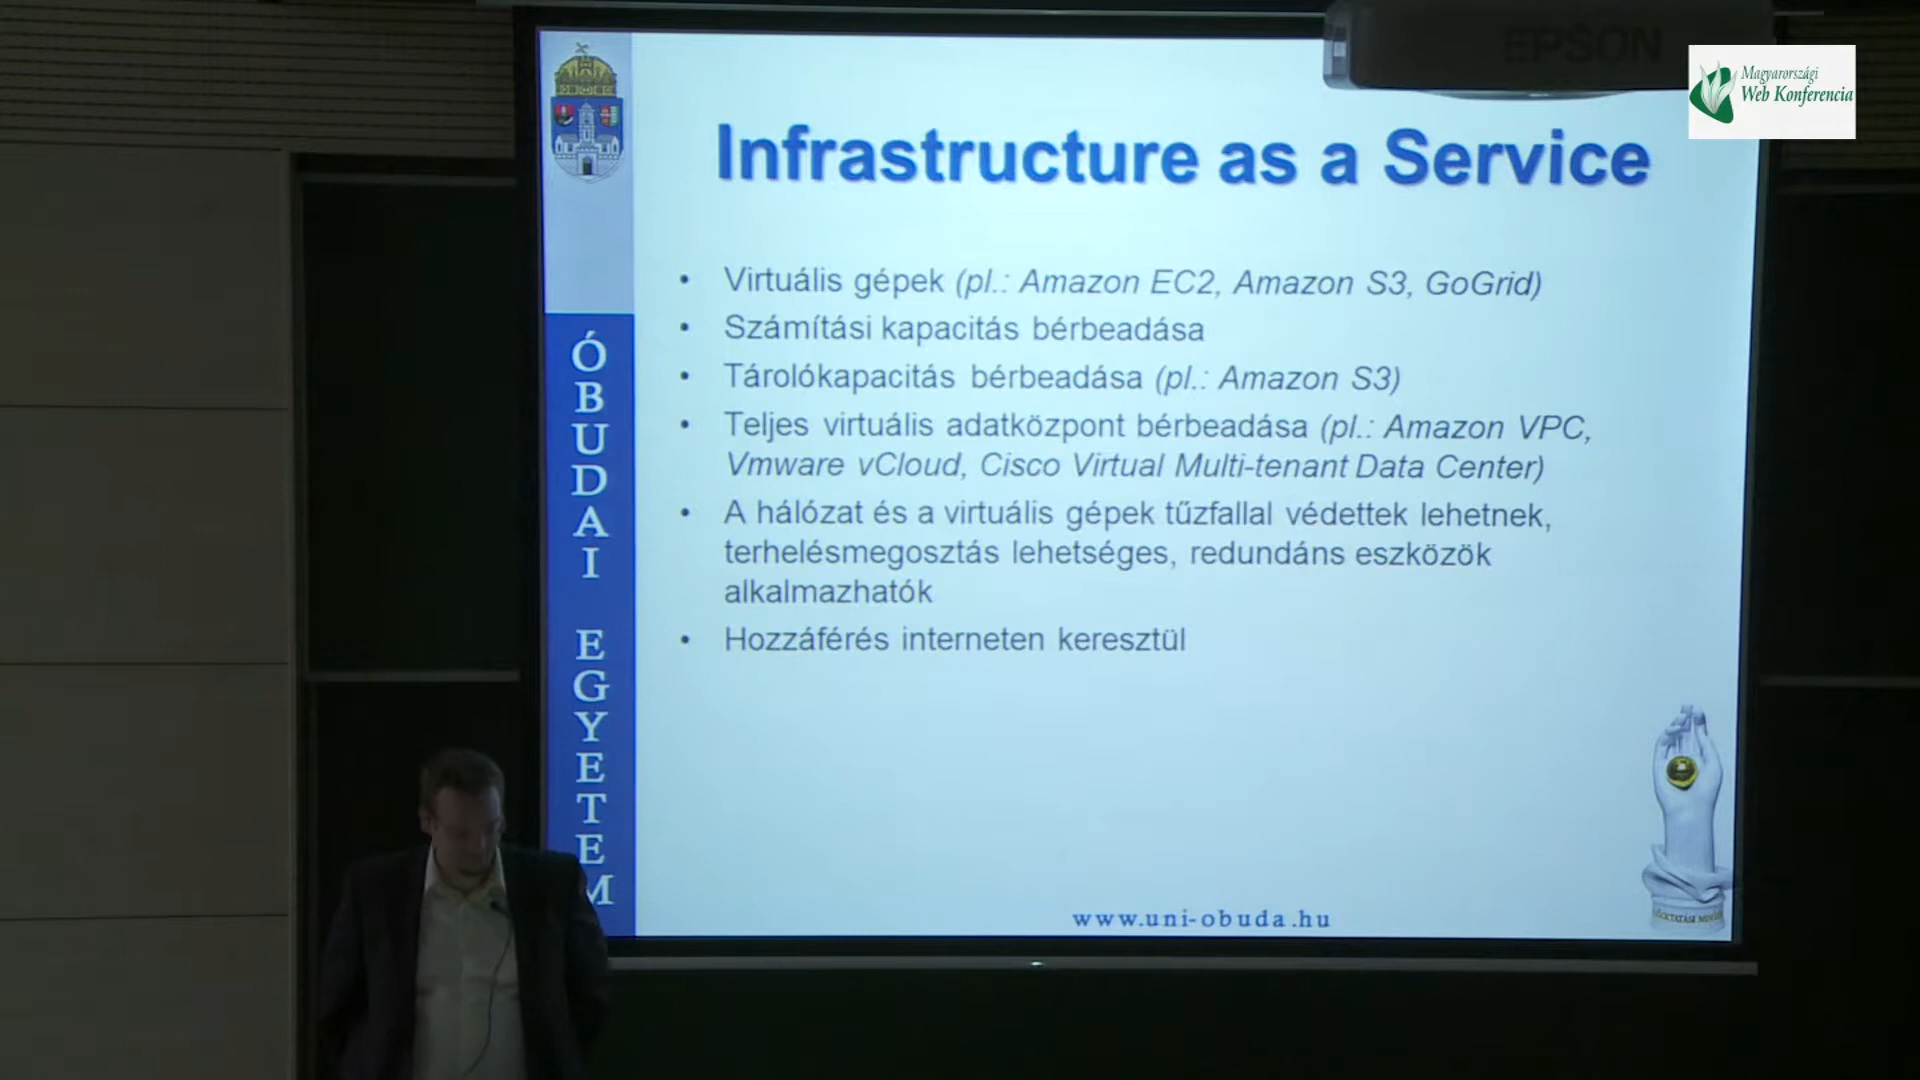 EPSON
Magyarországi
Web Konferencia
Infrastructure as a Service
• Virtuális gépek (pl.: Amazon EC2, Amazon S3, GoGrid)
• Számítási kapacitás bérbeadása
• Tárolókapacitás bérbeadása (pl.: Amazon S3)
• Teljes virtuális adatközpont bérbeadása (pl.: Amazon VPC,
Vmware vCloud, Cisco Virtual Multi-tenant Data Center)
• A hálózat és a virtuális gépek tűzfallal védettek lehetnek,
terhelésmegosztás lehetséges, redundáns eszközök
alkalmazhatók
• Hozzáférés interneten keresztül
ÓBUDAI EGYETEM
www.uni-obuda.hu